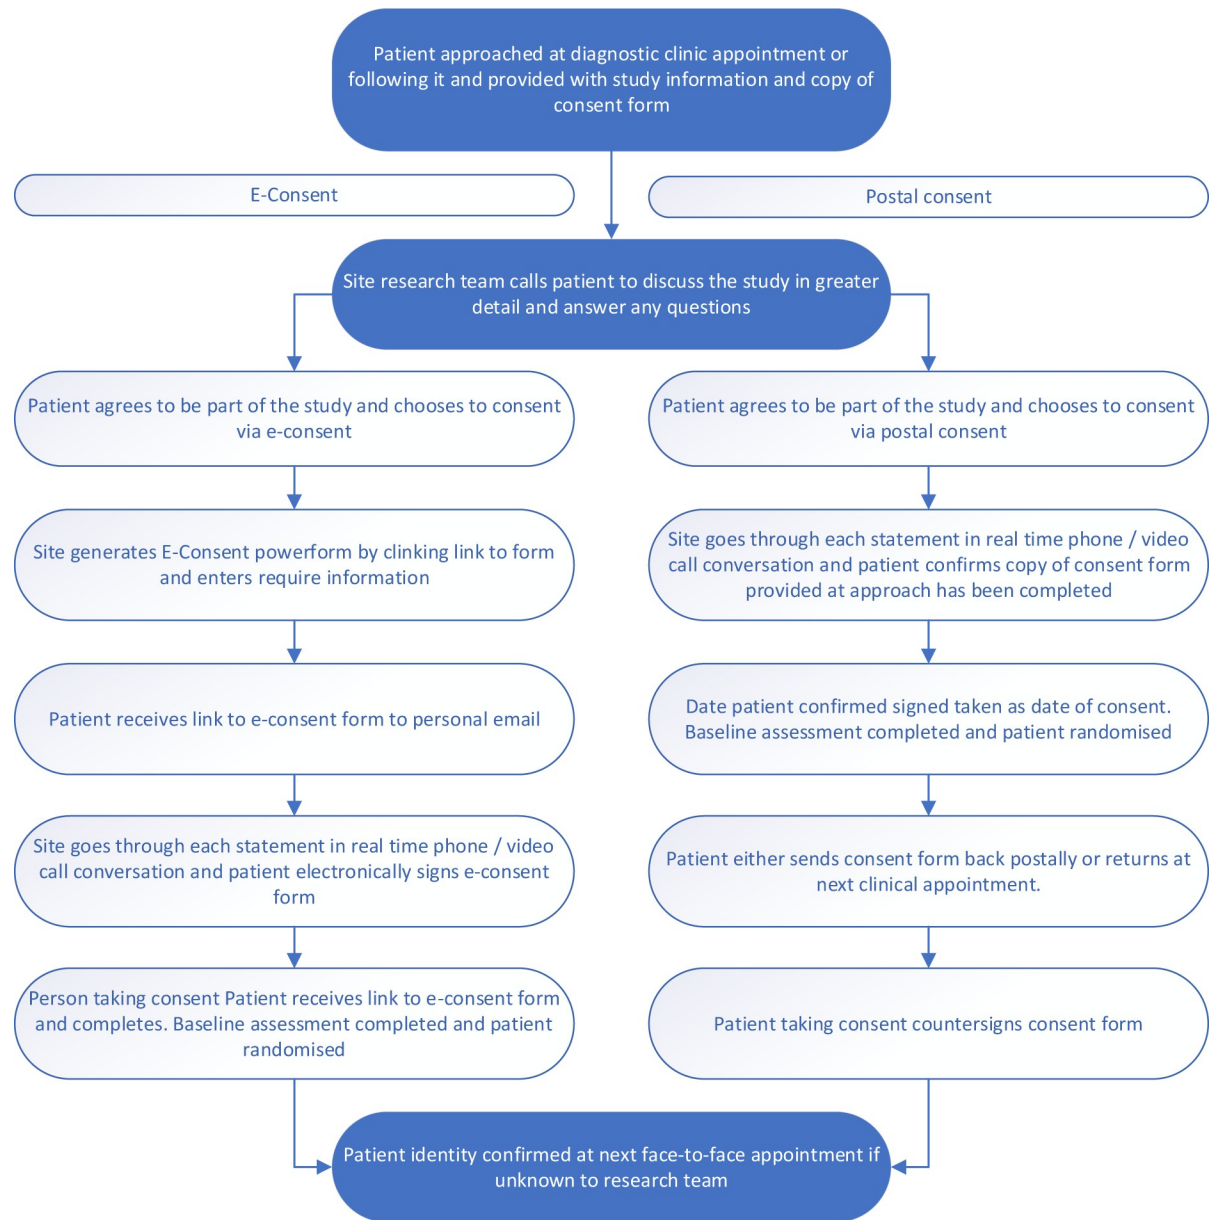 Patient approached at diagnostic clinic appointment or
following it and provided with study information and copy of
consent form
E-Consent
Postal consent
Site research team calls patient to discuss the study in greater
detail and answer any questions
Patient agrees to be part of the study and chooses to consent
via e-consent
Site generates E-Consent powerform by clinking link to form
and enters require information
Patient receives link to e-consent form to personal email
Site goes through each statement in real time phone / video
call conversation and patient electronically signs e-consent
form
Person taking consent Patient receives link to e-consent form
and completes. Baseline assessment completed and patient
randomised
Patient agrees to be part of the study and chooses to consent
via postal consent
Site goes through each statement in real time phone / video
call conversation and patient confirms copy of consent form
provided at approach has been completed
Date patient confirmed signed taken as date of consent.
Baseline assessment completed and patient randomised
Patient either sends consent form back postally or returns at
next clinical appointment.
Patient taking consent countersigns consent form
Patient identity confirmed at next face-to-face appointment if
unknown to research team